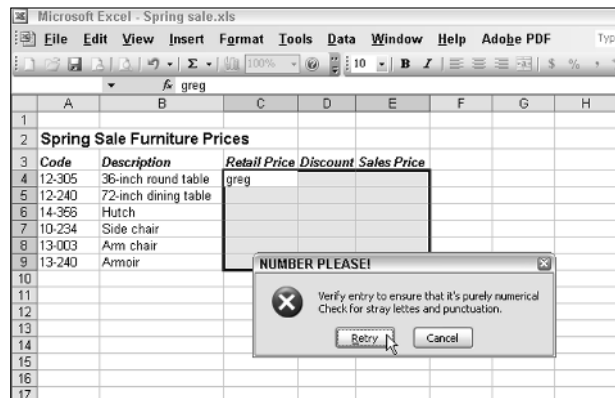 Microsoft Excel - Spring sale.xls
File Edit View Insert Format Tools Data Window Help Adobe PDF Typ
Σ 100% 10 B I $ % ,
fx greg
A B C D E F G H
1
2 Spring Sale Furniture Prices
3 Code Description Retail Price Discount Sales Price
4 12-305 36-inch round table greg
5 12-240 72-inch dining table
6 14-356 Hutch
7 10-234 Side chair
8 13-003 Arm chair
9 13-240 Armoir
NUMBER PLEASE!
10
11
Verify entry to ensure that it's purely numerical
12
Check for stray lettes and punctuation.
13
14
Retry Cancel
15
16
17